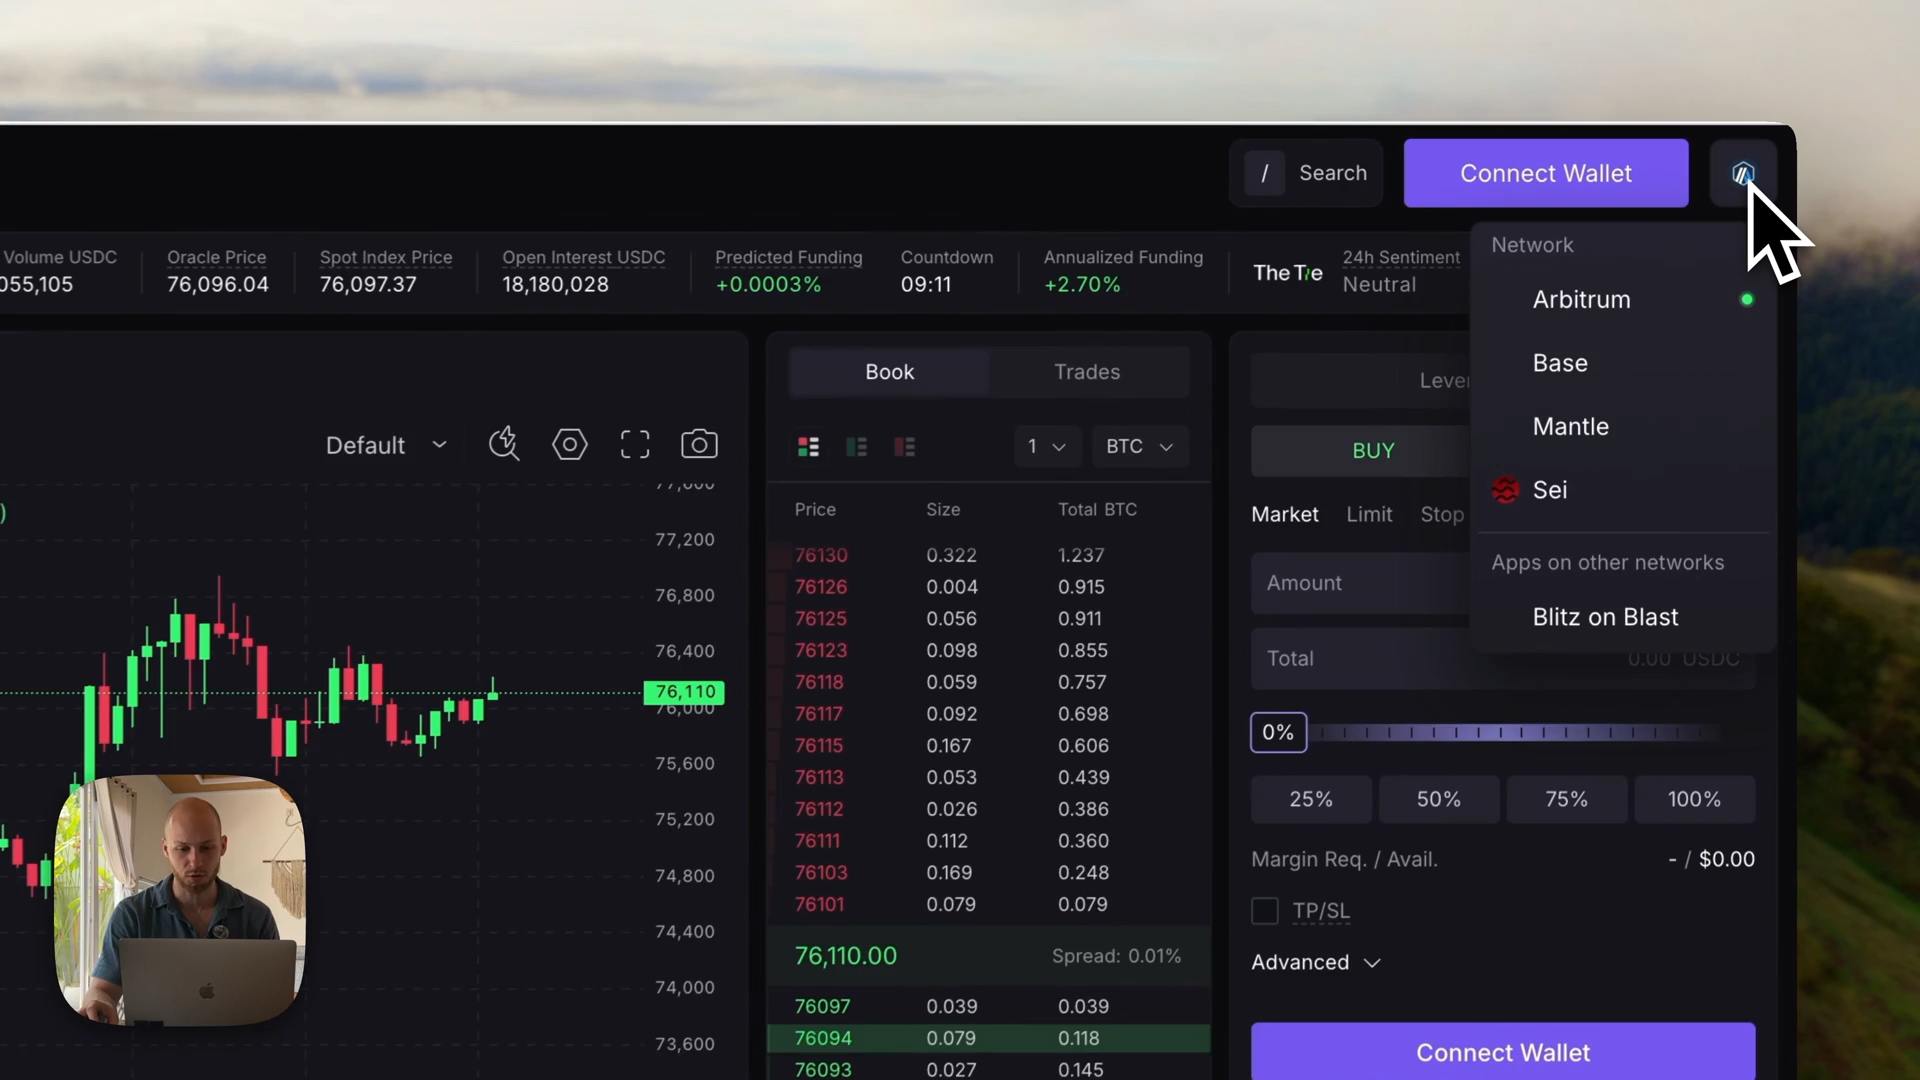 / Search
Connect Wallet
Volume USDC
055,105
Oracle Price
76,096.04
Spot Index Price
76,097.37
Open Interest USDC
18,180,028
Predicted Funding
+0.0003%
Countdown
09:11
Annualized Funding
+2.70%
The Tie
24h Sentiment
Neutral
Network
Arbitrum
Base
Mantle
Sei
Apps on other networks
Blitz on Blast
Default
)
77,200
76,800
76,400
76,110
76,000
75,600
75,200
74,800
74,400
74,000
73,600
Book Trades
1 BTC
Price Size Total BTC
76130 0.322 1.237
76126 0.004 0.915
76125 0.056 0.911
76123 0.098 0.855
76118 0.059 0.757
76117 0.092 0.698
76115 0.167 0.606
76113 0.053 0.439
76112 0.026 0.386
76111 0.112 0.360
76103 0.169 0.248
76101 0.079 0.079
76,110.00 Spread: 0.01%
76097 0.039 0.039
76094 0.079 0.118
76093 0.027 0.145
Lever
BUY
Market Limit Stop
Amount
Total 0.00 USDC
0%
25% 50% 75% 100%
Margin Req. / Avail. - / $0.00
TP/SL
Advanced
Connect Wallet